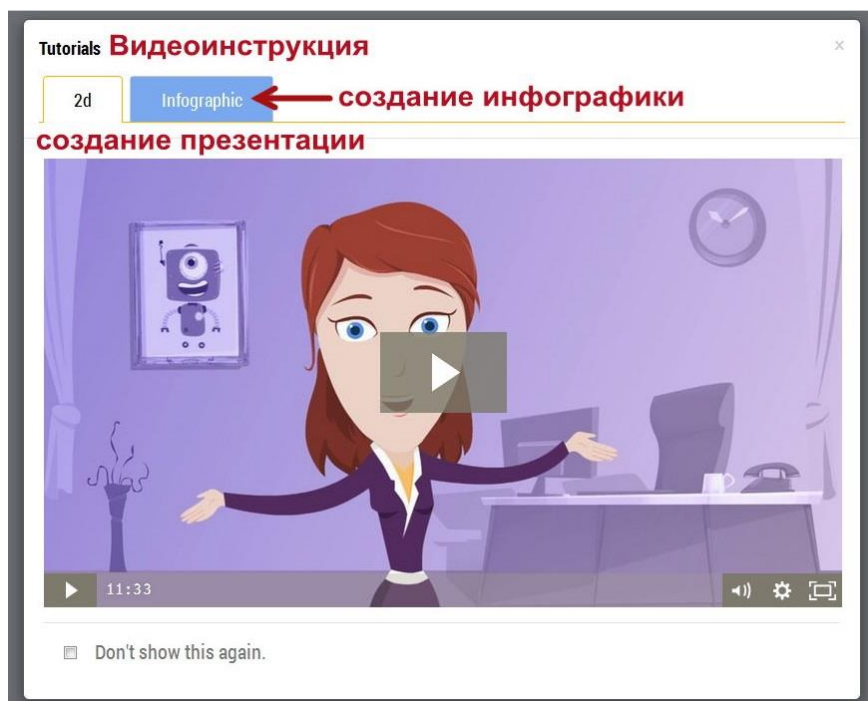 Tutorials Видеоинструкция
×
2d Infographic создание инфографики
создание презентации
11:33
Don't show this again.